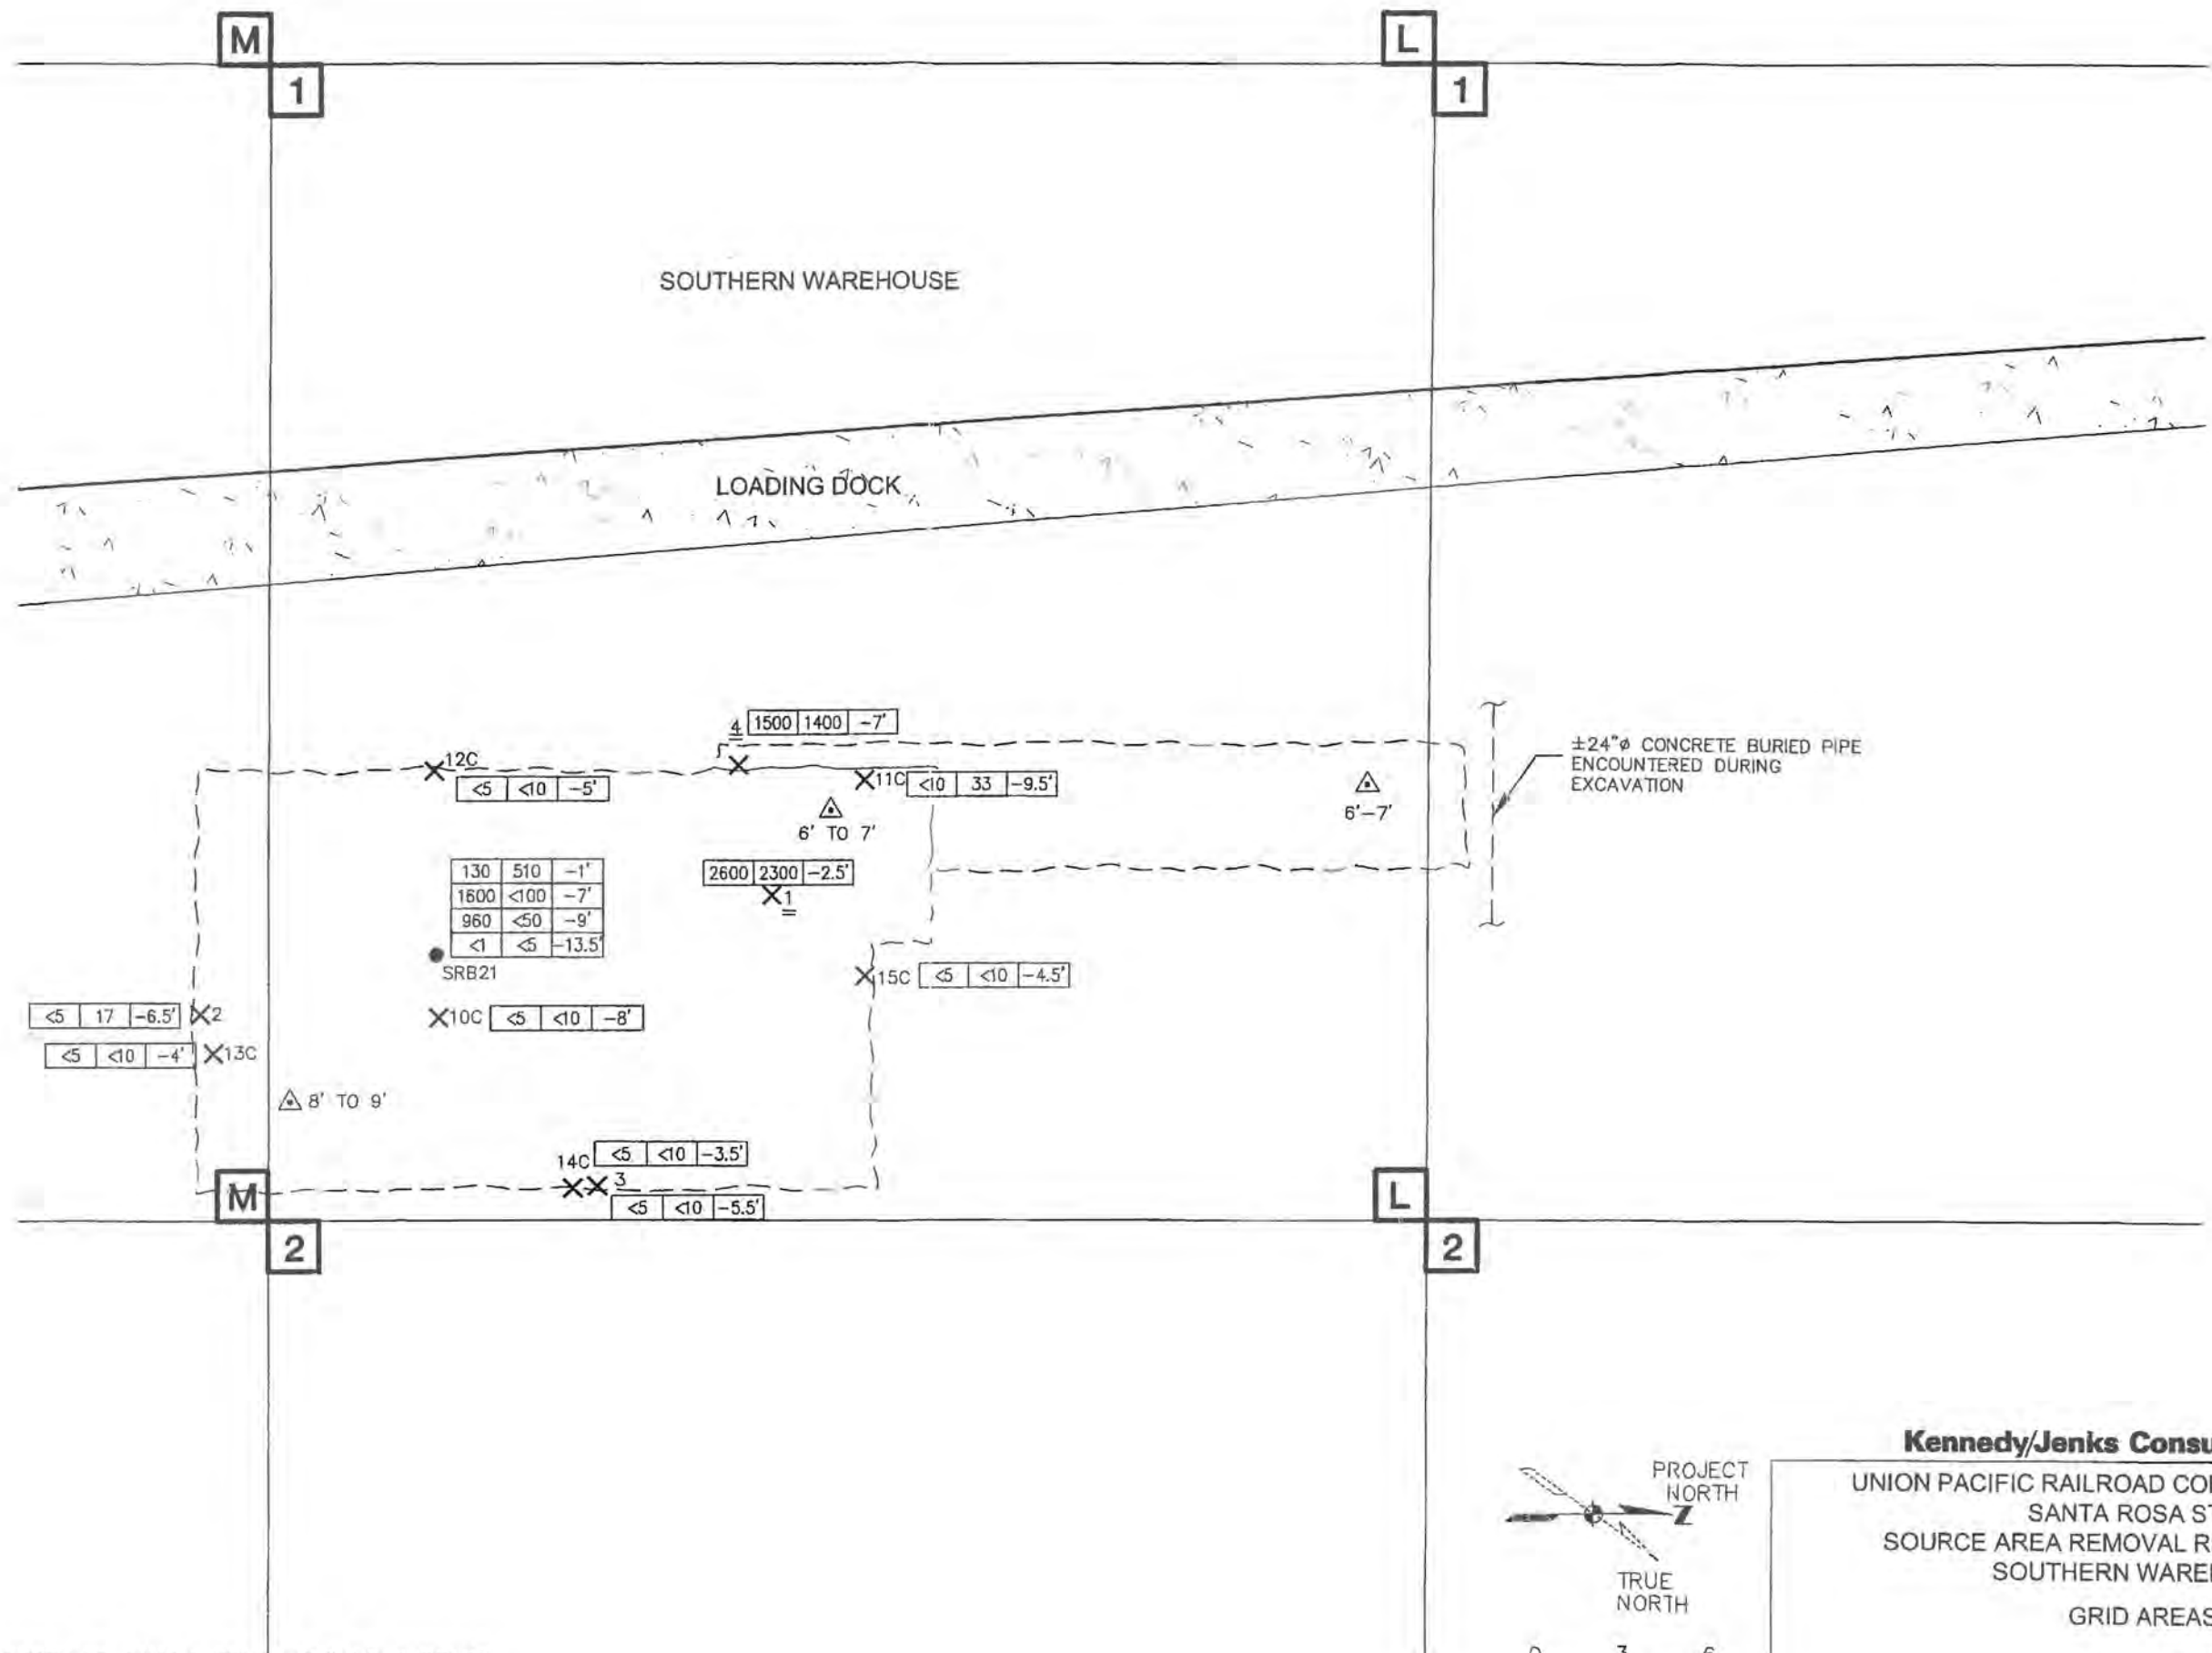 M
1
L
1
SOUTHERN WAREHOUSE
LOADING DOCK
4 1500 1400 -7'
12C
<5 <10 -5'
11C <10 33 -9.5'
6' TO 7'
6'-7'
±24"ø CONCRETE BURIED PIPE
ENCOUNTERED DURING
EXCAVATION
130 510 -1'
1600 <100 -7'
960 <50 -9'
<1 <5 -13.5'
SRB21
2600 2300 -2.5'
1
15C <5 <10 -4.5'
<5 17 -6.5' 2
10C <5 <10 -8'
<5 <10 -4' 13C
8' TO 9'
14C <5 <10 -3.5'
3
<5 <10 -5.5'
M
2
L
2
PROJECT
NORTH
Z
TRUE
NORTH
Kennedy/Jenks Consu
UNION PACIFIC RAILROAD CO
SANTA ROSA S
SOURCE AREA REMOVAL R
SOUTHERN WARE
GRID AREAS